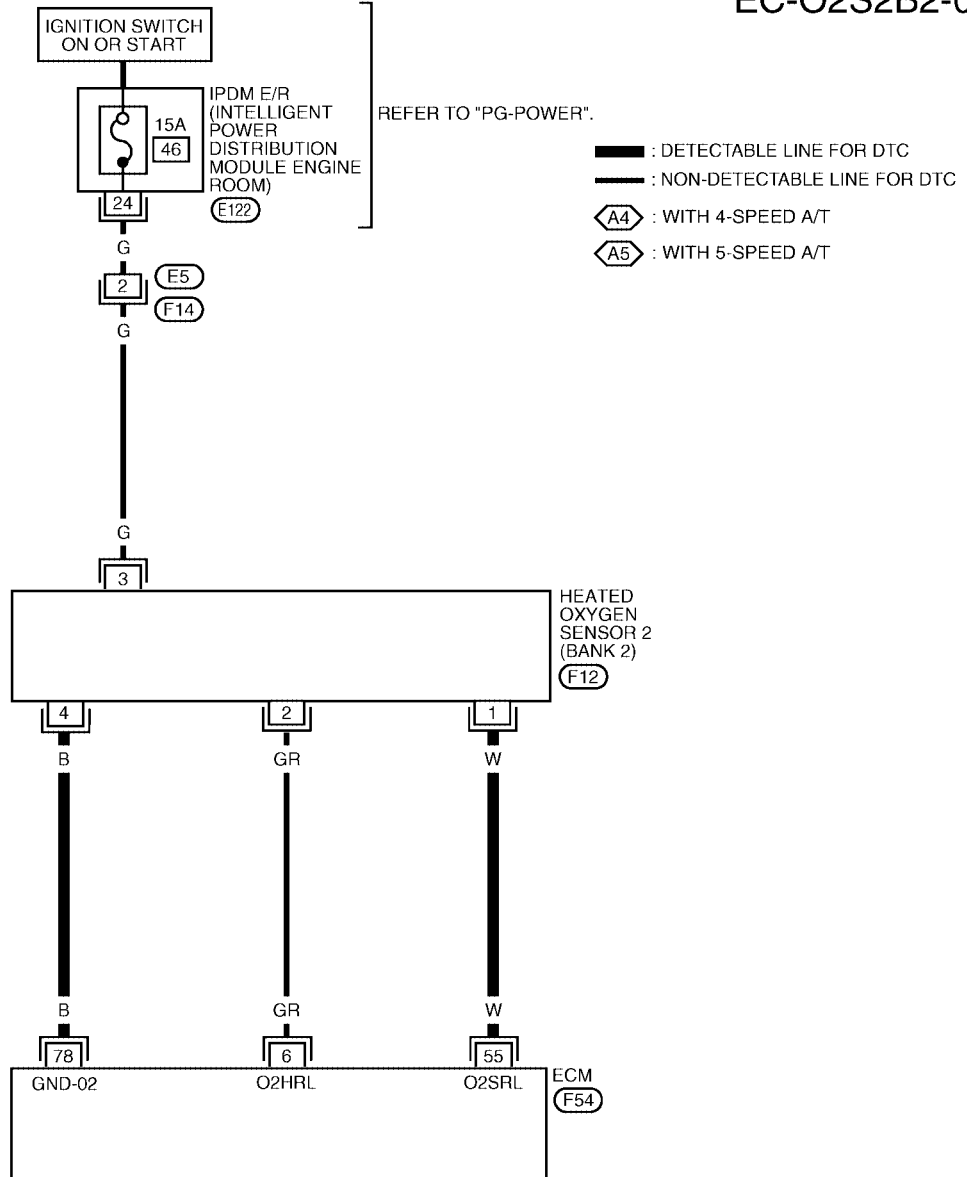 EC-O2S2B2-0
IGNITION SWITCH
ON OR START
IPDM E/R
(INTELLIGENT
POWER
DISTRIBUTION
MODULE ENGINE
ROOM)
E122
15A
46
24
REFER TO "PG-POWER".
: DETECTABLE LINE FOR DTC
: NON-DETECTABLE LINE FOR DTC
A4 : WITH 4-SPEED A/T
A5 : WITH 5-SPEED A/T
G
2
E5
F14
G
G
3
HEATED
OXYGEN
SENSOR 2
(BANK 2)
F12
4 2 1
B GR W
B GR W
78 6 55
GND-02 O2HRL O2SRL
ECM
F54